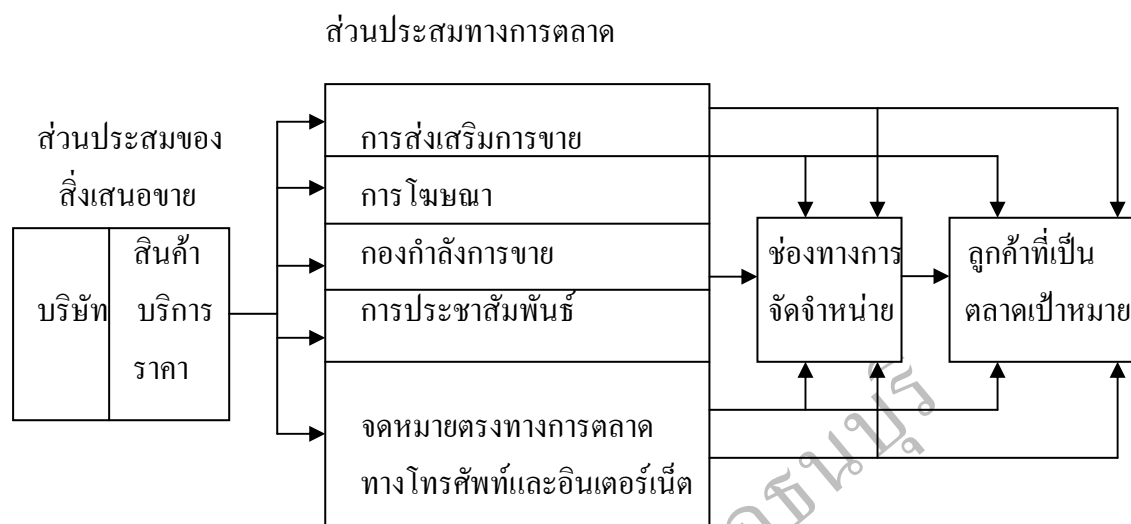 ส่วนประสมทางการตลาด
ส่วนประสมของ
สิ่งเสนอขาย
บริษัท
สินค้า
บริการ
ราคา
การส่งเสริมการขาย
การโฆษณา
กองกำลังการขาย
การประชาสัมพันธ์
จดหมายตรงทางการตลาด
ทางโทรศัพท์และอินเตอร์เน็ต
ช่องทางการ
จัดจำหน่าย
ลูกค้าที่เป็น
ตลาดเป้าหมาย